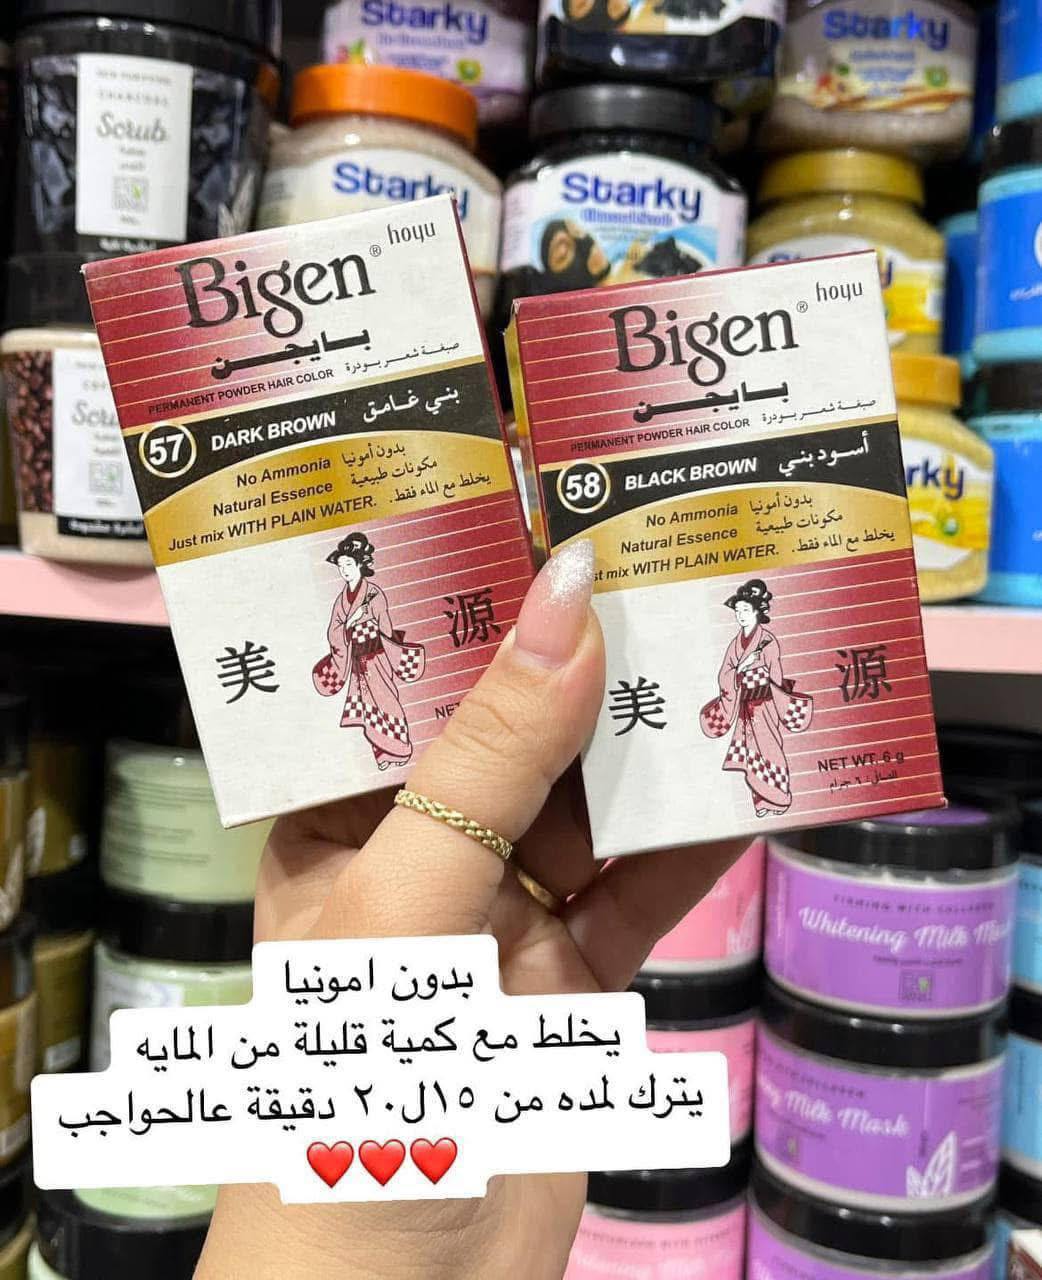 Starky
Starky
CHARCOAL
Scrub
Starky
Starky
hoyu
Bigen®
بايجن
صبغة شعر بودرة
PERMANENT POWDER HAIR COLOR
57 DARK BROWN بني غامق
No Ammonia بدون أمونيا
Natural Essence مكونات طبيعية
Just mix WITH PLAIN WATER. يخلط مع الماء فقط.
美 源
hoyu
Bigen®
بايجن
صبغة شعر بودرة
PERMANENT POWDER HAIR COLOR
58 BLACK BROWN أسود بني
No Ammonia بدون أمونيا
Natural Essence مكونات طبيعية
mix WITH PLAIN WATER. يخلط مع الماء فقط.
美 源
NET WT. 6 g
Whitening Milk
Milk Mask
بدون امونيا
يخلط مع كمية قليلة من المايه
يترك لمده من ١٥ل٢٠ دقيقة عالحواجب
❤️❤️❤️